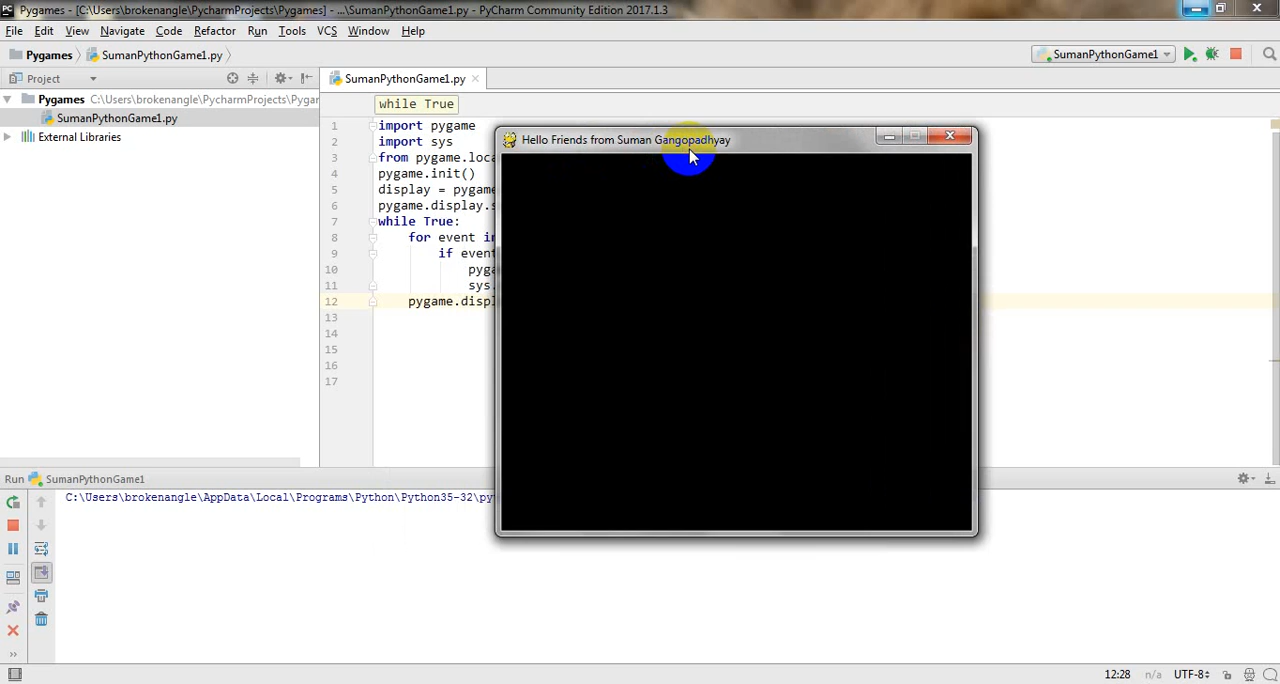 Pygames - [C:\Users\brokenangle\PycharmProjects\Pygames] - ...\SumanPythonGame1.py - PyCharm Community Edition 2017.1.3
File Edit View Navigate Code Refactor Run Tools VCS Window Help
Pygames SumanPythonGame1.py SumanPythonGame1
Project SumanPythonGame1.py
Pygames C:\Users\brokenangle\PycharmProjects\Pygar
while True
SumanPythonGame1.py
External Libraries
1 import pygame
2 import sys
3 from pygame.loca
4 pygame.init()
5 display = pygame
6 pygame.display.s
7 while True:
8 for event in
9 if event
10 pyga
11 sys.
12 pygame.displ
13
14
15
16
17
Hello Friends from Suman Gangopadhyay
Run SumanPythonGame1
C:\Users\brokenangle\AppData\Local\Programs\Python\Python35-32\py
12:28 n/a UTF-8